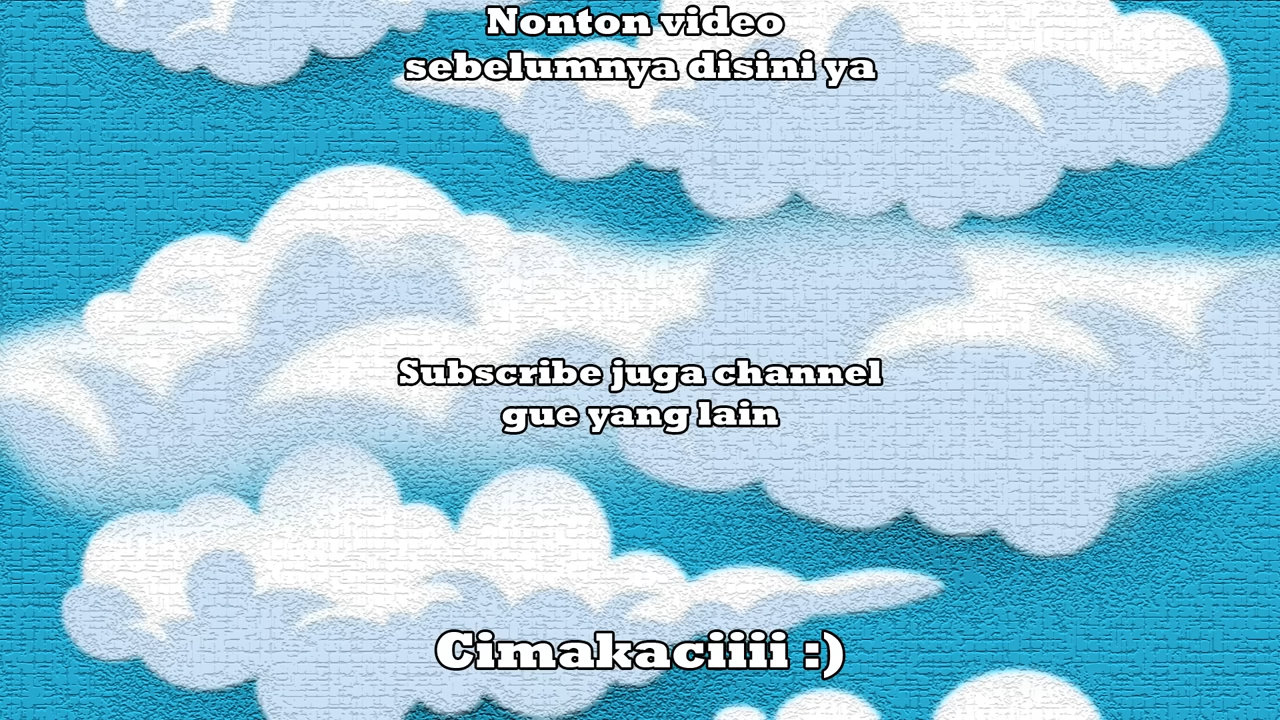 Nonton video
sebelumnya disini ya
Subscribe juga channel
gue yang lain
Cimakaciiii :)